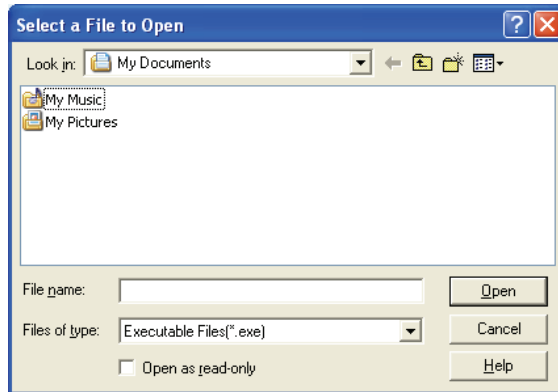 Select a File to Open
Look in: My Documents
My Music
My Pictures
File name: Open
Files of type: Executable Files(*.exe) Cancel
Open as read-only Help